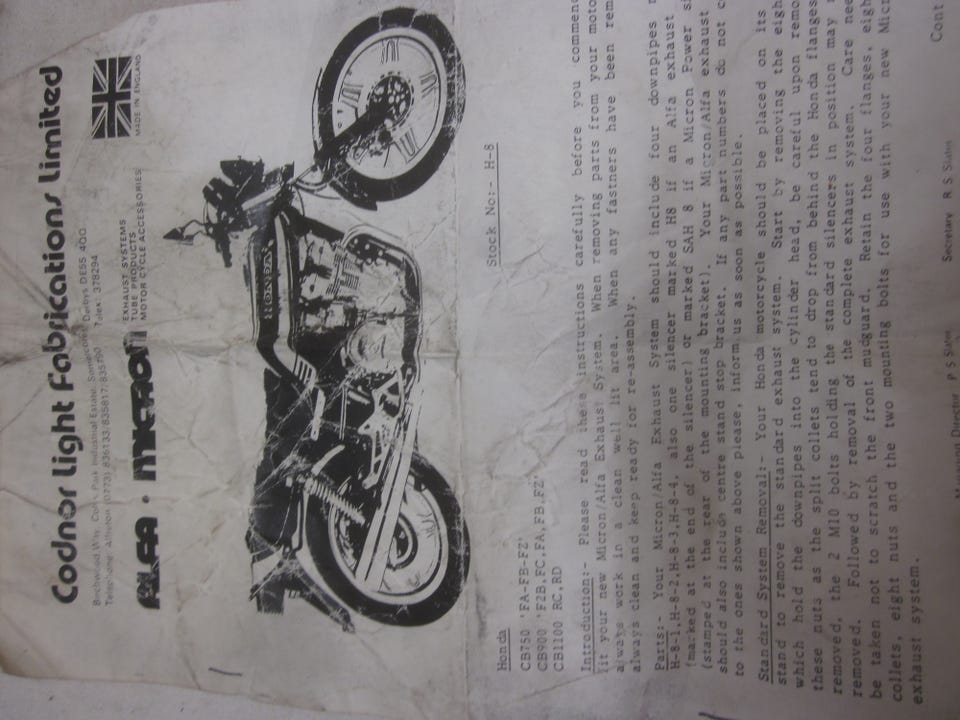 Codnor Light Fabrications Limited
Birchwood Way, Cotes Park Industrial Estate, Somercotes, Derbys DE55 4QQ.
Telephone Alfreton (0773) 836133/835817/835790 Telex: 378294
ALFA · MICRON
EXHAUST SYSTEMS
TUBE PRODUCTS
MOTOR CYCLE ACCESSORIES
MADE IN ENGLAND
HONDA
Honda
Stock No:- H-8
CB750 'FA-FB-FZ'
CB900 'F2B,FC,FA,FB,FZ'
CB1100 RC,RD
Introduction:- Please read these instructions carefully before you commenc
fit your new Micron/Alfa Exhaust System. When removing parts from your moto
always work in a clean well lit area. When any fastners have been rem
always clean and keep ready for re-assembly.
Parts:- Your Micron/Alfa Exhaust System should include four downpipes
H-8-1,H-8-2,H-8-3,H-8-4, also one silencer marked H8 if an Alfa exhaust
(marked at the end of the silencer) or marked SAH 8 if a Micron Power
(stamped at the rear of the mounting bracket). Your Micron/Alfa exhaust
should also include centre stand stop bracket. If any part numbers do not
to the ones shown above please, inform us as soon as possible.
Standard System Removal:- Your Honda motorcycle should be placed on its
stand to remove the standard exhaust system. Start by removing the eigh
which hold the downpipes into the cylinder head, be careful upon remo
these nuts as the split collets tend to drop from behind the Honda flanges
removed, the 2 M10 bolts holding the standard silencers in position may
removed. Followed by removal of the complete exhaust system. Care nee
be taken not to scratch the front mudguard. Retain the four flanges, eigh
collets, eight nuts and the two mounting bolts for use with your new Micr
exhaust system.
Cont
Managing Director P S Slaten Secretary R S Slates